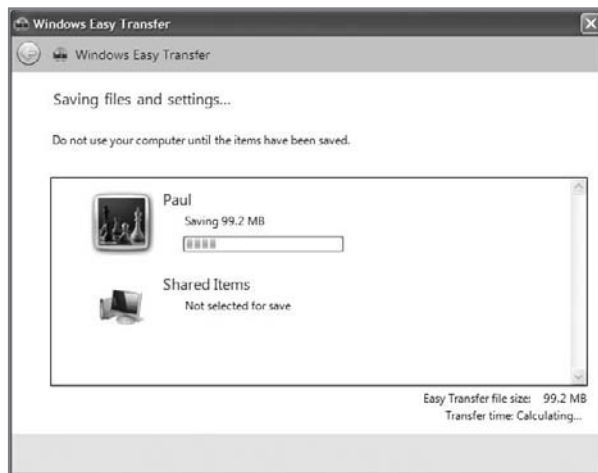 Windows Easy Transfer
Windows Easy Transfer
Saving files and settings...
Do not use your computer until the items have been saved.
Paul
Saving 99.2 MB
Shared Items
Not selected for save
Easy Transfer file size: 99.2 MB
Transfer time: Calculating...